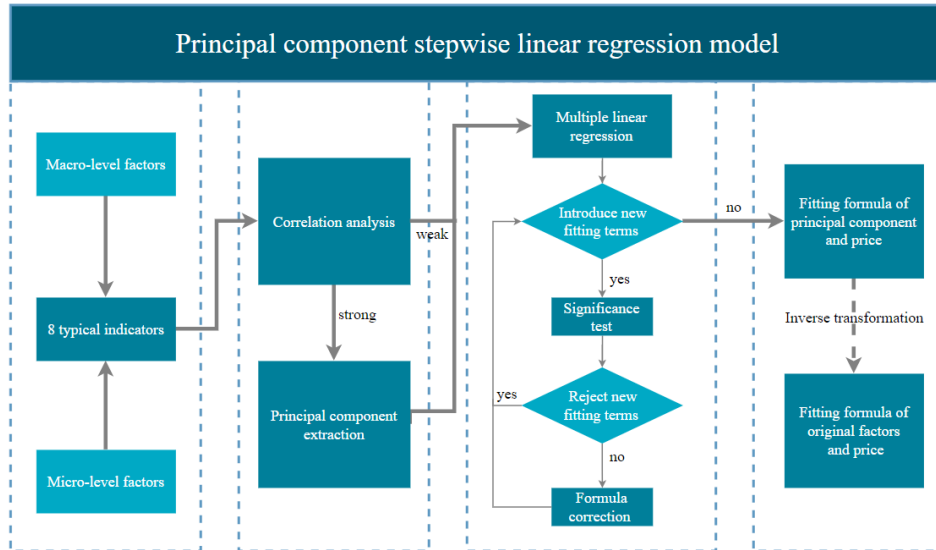 Principal component stepwise linear regression model
Macro-level factors
8 typical indicators
Micro-level factors
Correlation analysis
weak
strong
Principal component
extraction
Multiple linear
regression
Introduce new
fitting terms
no
yes
Significance
test
Reject new
fitting terms
yes
no
Formula
correction
Fitting formula of
principal component
and price
Inverse transformation
Fitting formula of
original factors
and price